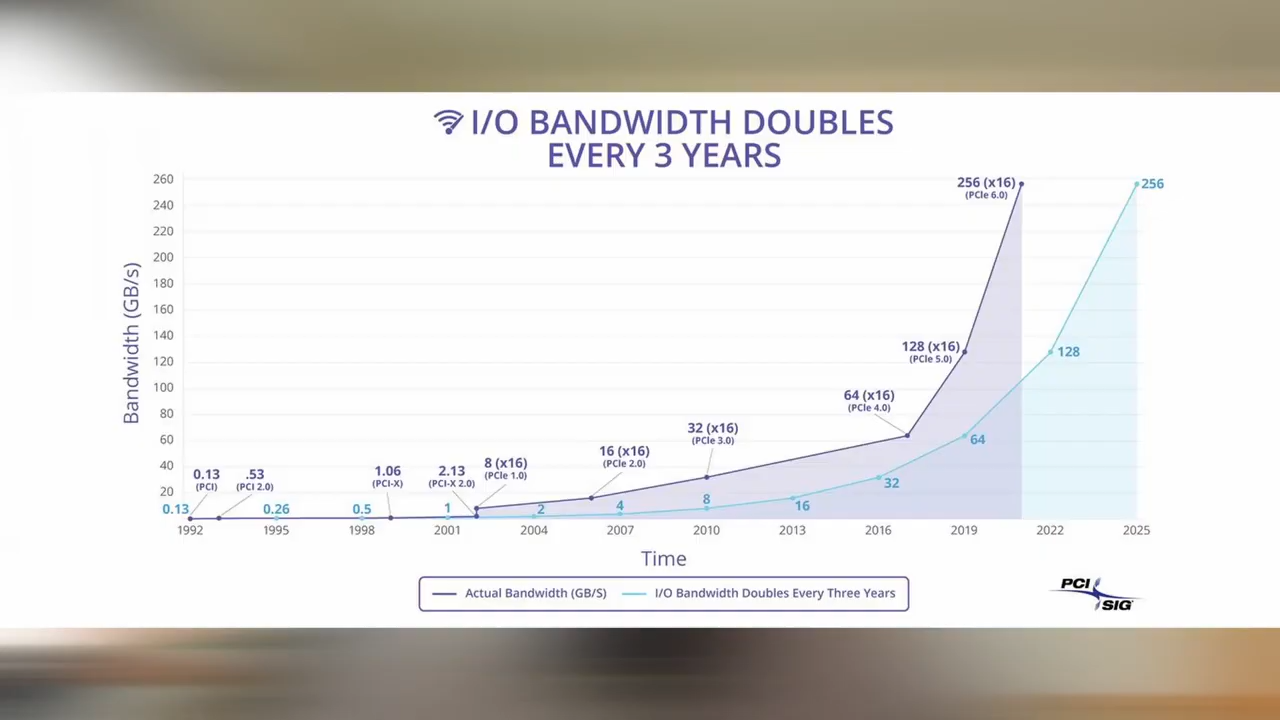 I/O BANDWIDTH DOUBLES
EVERY 3 YEARS
Bandwidth (GB/s)
260
240
220
200
180
160
140
120
100
80
60
40
20
256 (x16)
(PCIe 6.0)
256
128 (x16)
(PCIe 5.0)
128
64 (x16)
(PCIe 4.0)
64
32 (x16)
(PCIe 3.0)
32
16 (x16)
(PCIe 2.0)
16
8 (x16)
(PCIe 1.0)
8
2.13
(PCI-X 2.0)
1.06
(PCI-X)
.53
(PCI 2.0)
0.13
(PCI)
0.13
0.26
0.5
1
2
4
1992
1995
1998
2001
2004
2007
2010
2013
2016
2019
2022
2025
Time
Actual Bandwidth (GB/S)
I/O Bandwidth Doubles Every Three Years
PCI
SIG